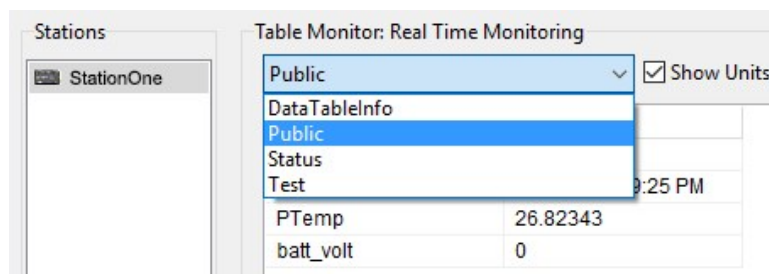 Stations
Table Monitor: Real Time Monitoring
StationOne
Public
Show Units
DataTableInfo
Public
Status
Test
:25 PM
PTemp 26.82343
batt_volt 0